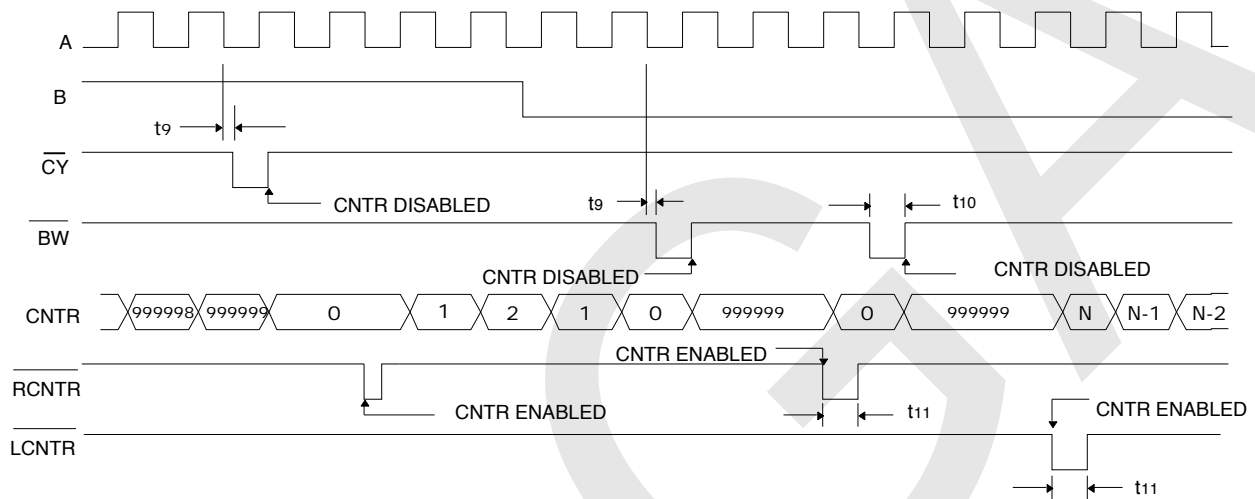 A
B
t9
CY
CNTR DISABLED
t9
t10
BW
CNTR DISABLED
CNTR DISABLED
CNTR 999998 999999 0 1 2 1 0 999999 0 999999 N N-1 N-2
CNTR ENABLED
RCNTR
CNTR ENABLED
t11
CNTR ENABLED
LCNTR
t11